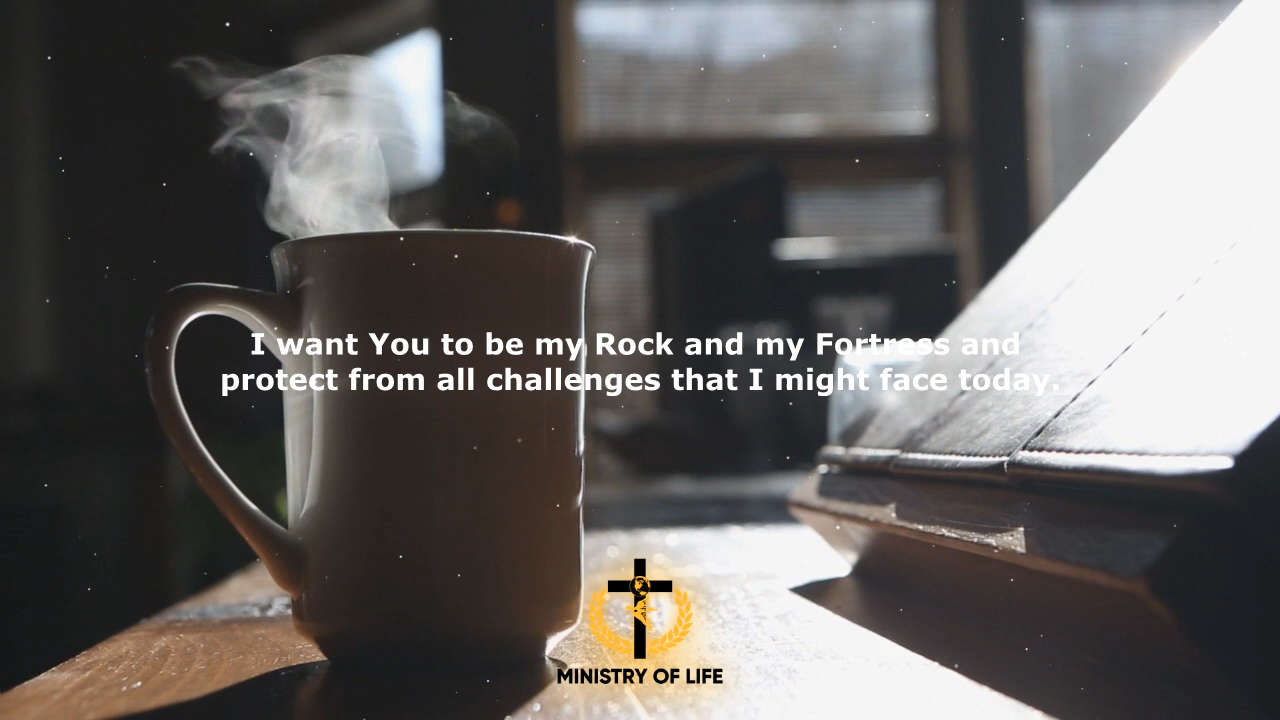 I want You to be my Rock and my Fortress and
protect from all challenges that I might face today.
MINISTRY OF LIFE